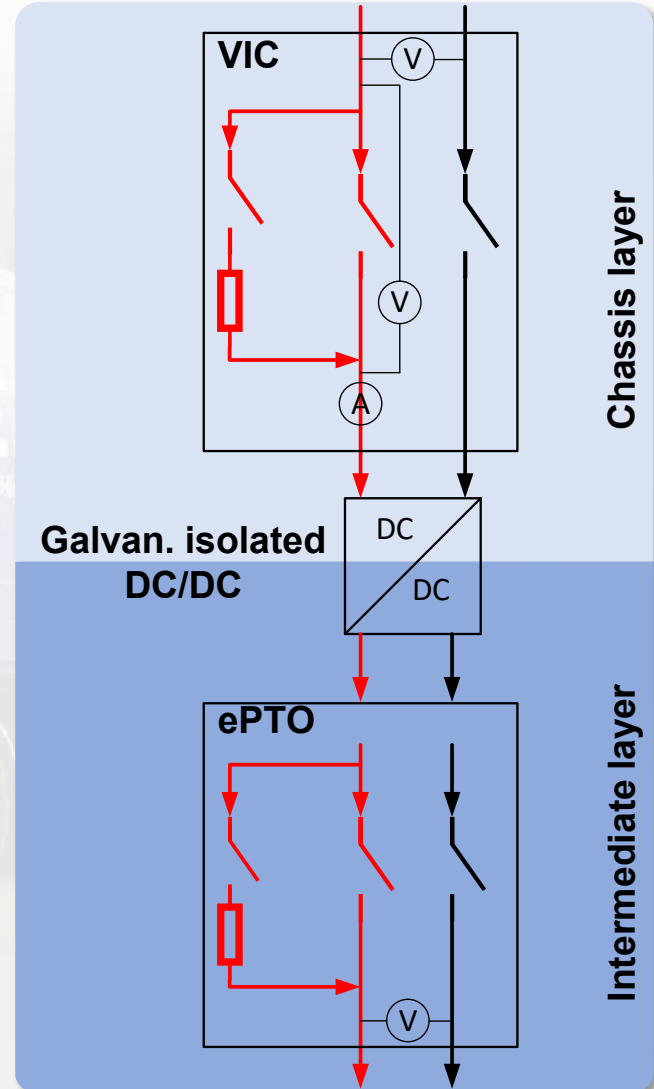 VIC
V
V
A
Chassis layer
Galvan. isolated
DC/DC
DC
DC
ePTO
V
Intermediate layer